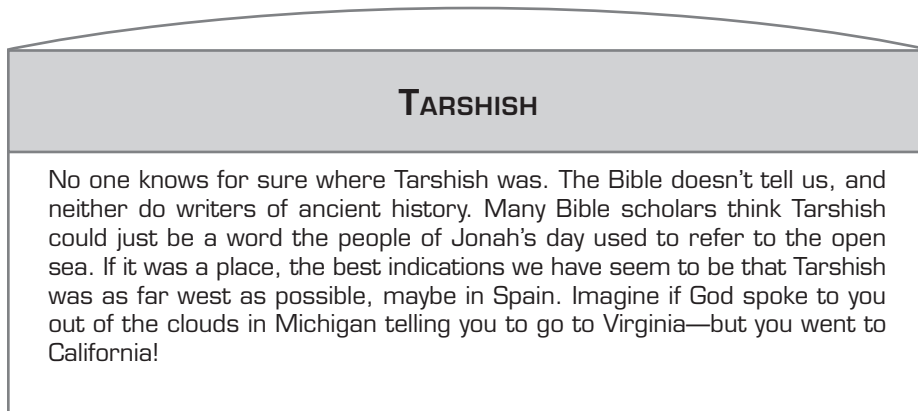 Tarshish
No one knows for sure where Tarshish was. The Bible doesn't tell us, and
neither do writers of ancient history. Many Bible scholars think Tarshish
could just be a word the people of Jonah's day used to refer to the open
sea. If it was a place, the best indications we have seem to be that Tarshish
was as far west as possible, maybe in Spain. Imagine if God spoke to you
out of the clouds in Michigan telling you to go to Virginia—but you went to
California!